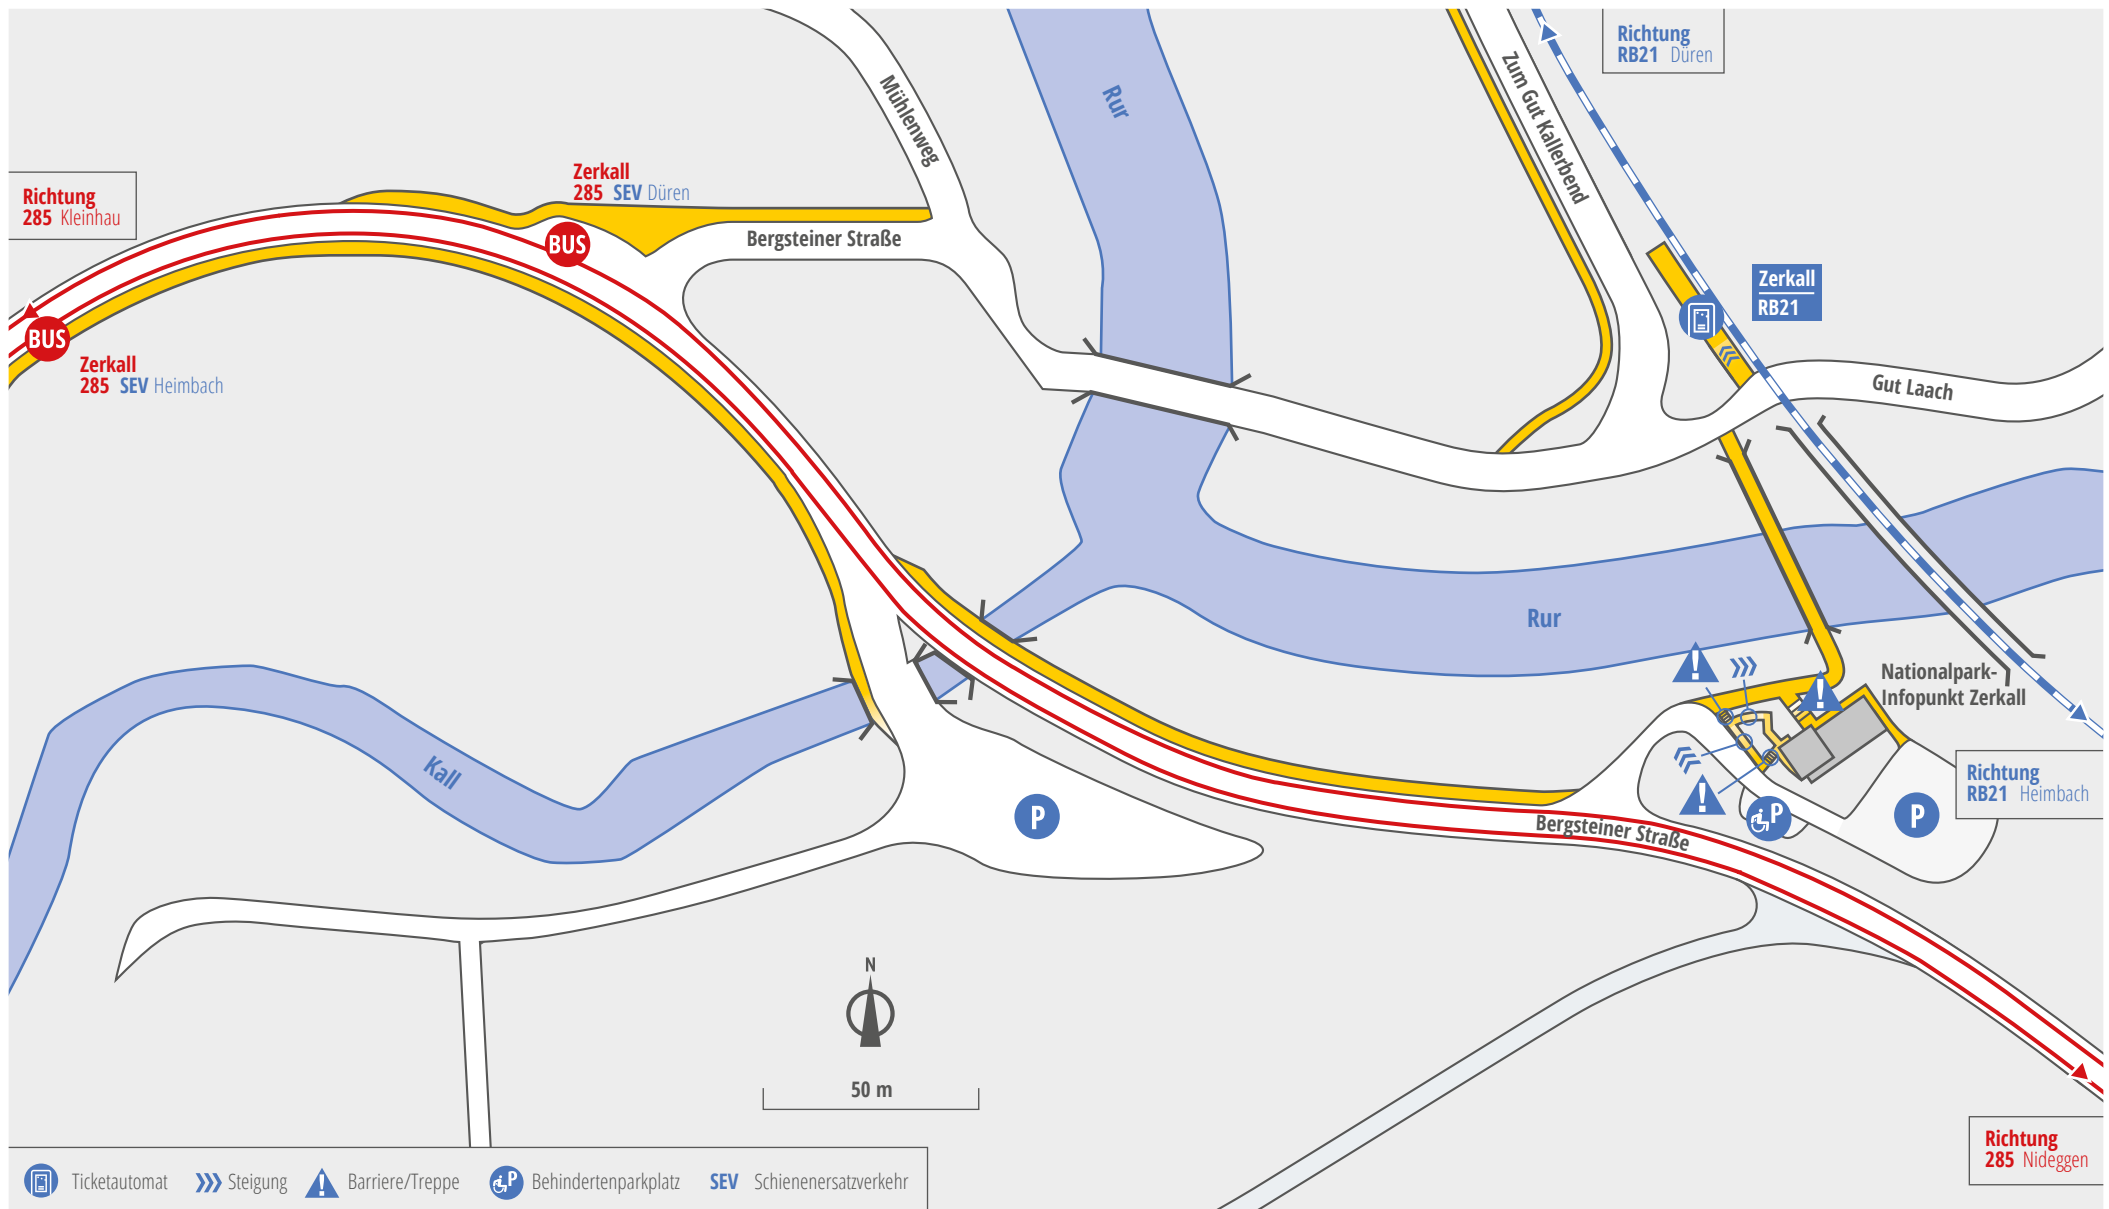 Richtung
RB21 Düren
Zum Gut Kallerbend
Rur
Mühlenweg
Zerkall
285 SEV Düren
Richtung
285 Kleinhau
BUS
Bergsteiner Straße
Zerkall
RB21
BUS
Zerkall
285 SEV Heimbach
Gut Laach
Rur
Nationalpark-
Infopunkt Zerkall
Kall
Richtung
RB21 Heimbach
P
P
P
Bergsteiner Straße
N
50 m
Richtung
285 Nideggen
Ticketautomat
Steigung
Barriere/Treppe
P
Behindertenparkplatz
SEV Schienenersatzverkehr